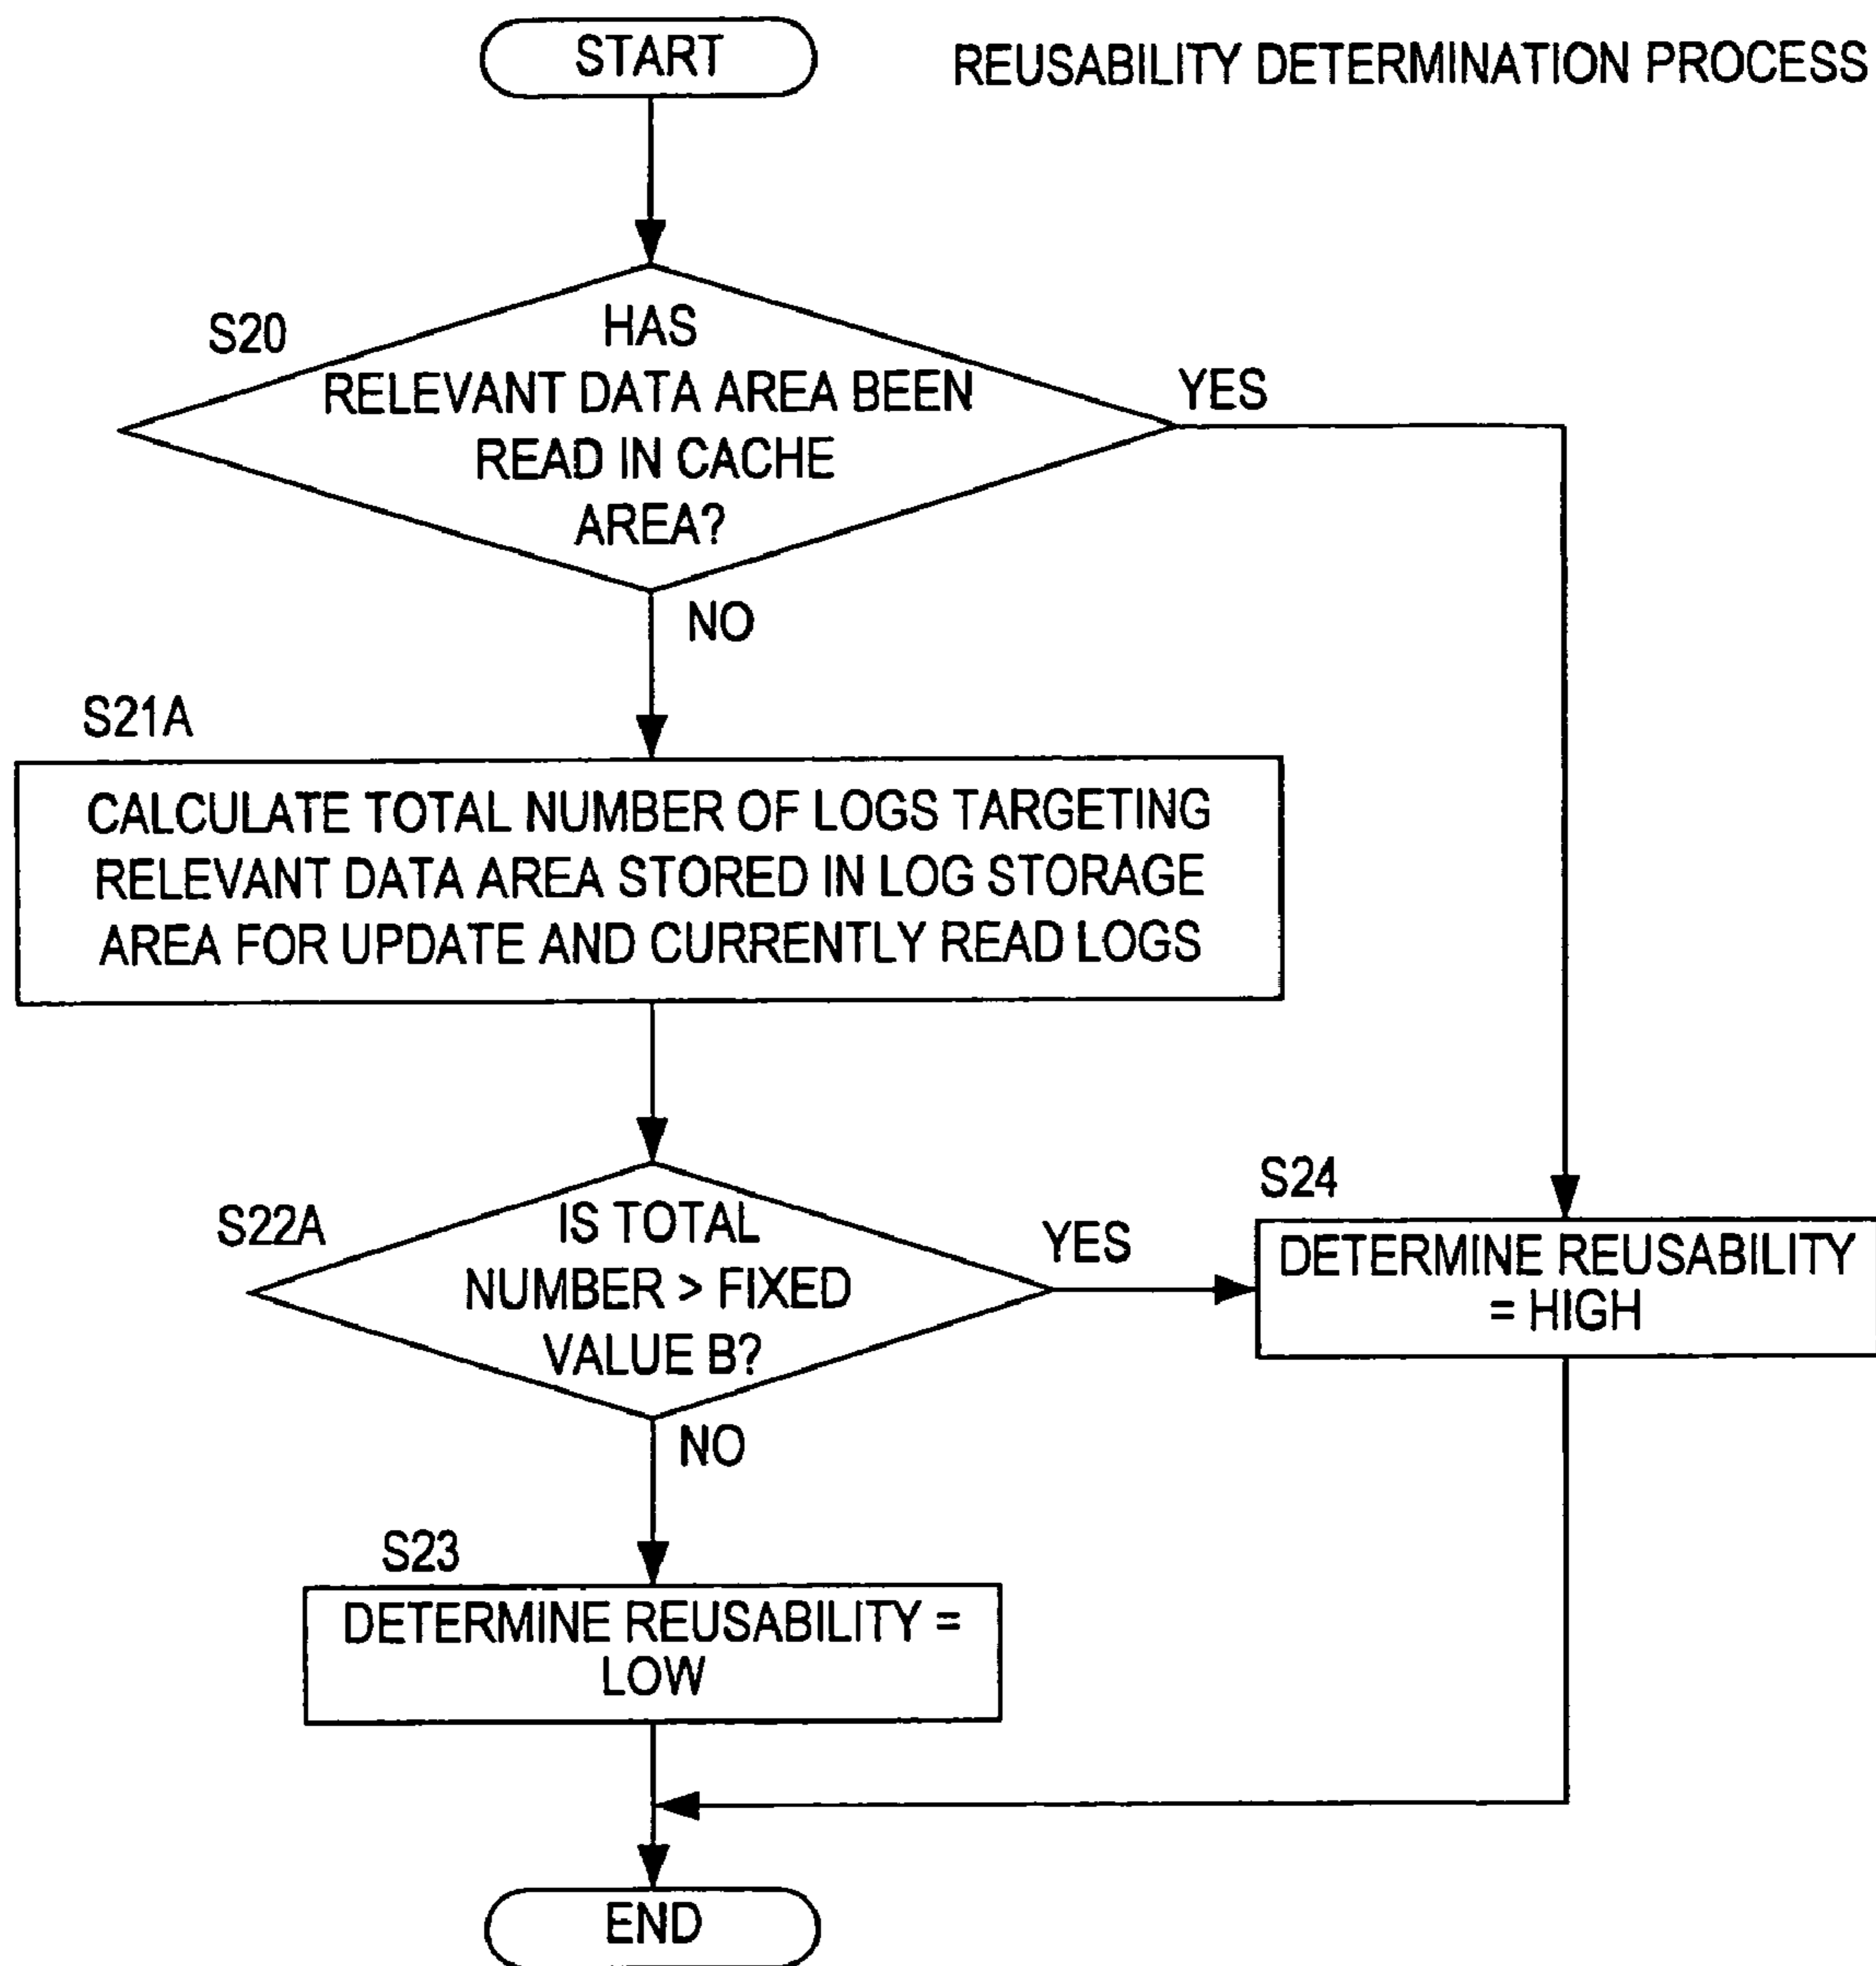 START
REUSABILITY DETERMINATION PROCESS
S20
HAS
RELEVANT DATA AREA BEEN
READ IN CACHE
AREA?
YES
NO
S21A
CALCULATE TOTAL NUMBER OF LOGS TARGETING
RELEVANT DATA AREA STORED IN LOG STORAGE
AREA FOR UPDATE AND CURRENTLY READ LOGS
S22A
IS TOTAL
NUMBER > FIXED
VALUE B?
YES
S24
DETERMINE REUSABILITY
= HIGH
NO
S23
DETERMINE REUSABILITY =
LOW
END